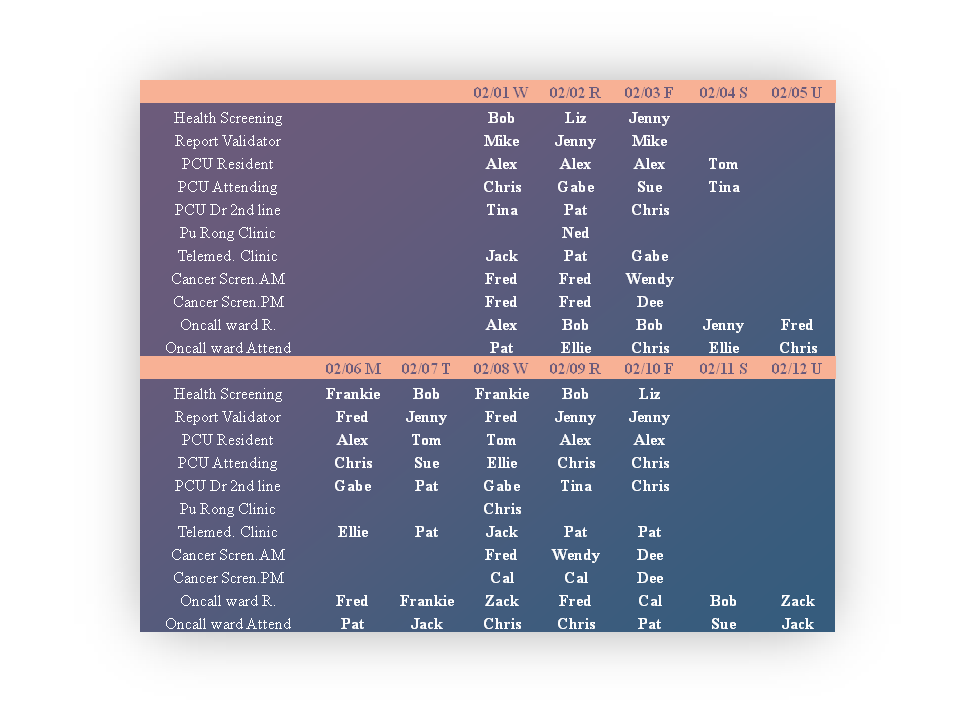 02/01 W 02/02 R 02/03 F 02/04 S 02/05 U
Health Screening Bob Liz Jenny
Report Validator Mike Jenny Mike
PCU Resident Alex Alex Alex Tom
PCU Attending Chris Gabe Sue Tina
PCU Dr 2nd line Tina Pat Chris
Pu Rong Clinic Ned
Telemed. Clinic Jack Pat Gabe
Cancer Scren.AM Fred Fred Wendy
Cancer Scren.PM Fred Fred Dee
Oncall ward R. Alex Bob Bob Jenny Fred
Oncall ward Attend Pat Ellie Chris Ellie Chris
02/06 M 02/07 T 02/08 W 02/09 R 02/10 F 02/11 S 02/12 U
Health Screening Frankie Bob Frankie Bob Liz
Report Validator Fred Jenny Fred Jenny Jenny
PCU Resident Alex Tom Tom Alex Alex
PCU Attending Chris Sue Ellie Chris Chris
PCU Dr 2nd line Gabe Pat Gabe Tina Chris
Pu Rong Clinic Chris
Telemed. Clinic Ellie Pat Jack Pat Pat
Cancer Scren.AM Fred Wendy Dee
Cancer Scren.PM Cal Cal Dee
Oncall ward R. Fred Frankie Zack Fred Cal Bob Zack
Oncall ward Attend Pat Jack Chris Chris Pat Sue Jack